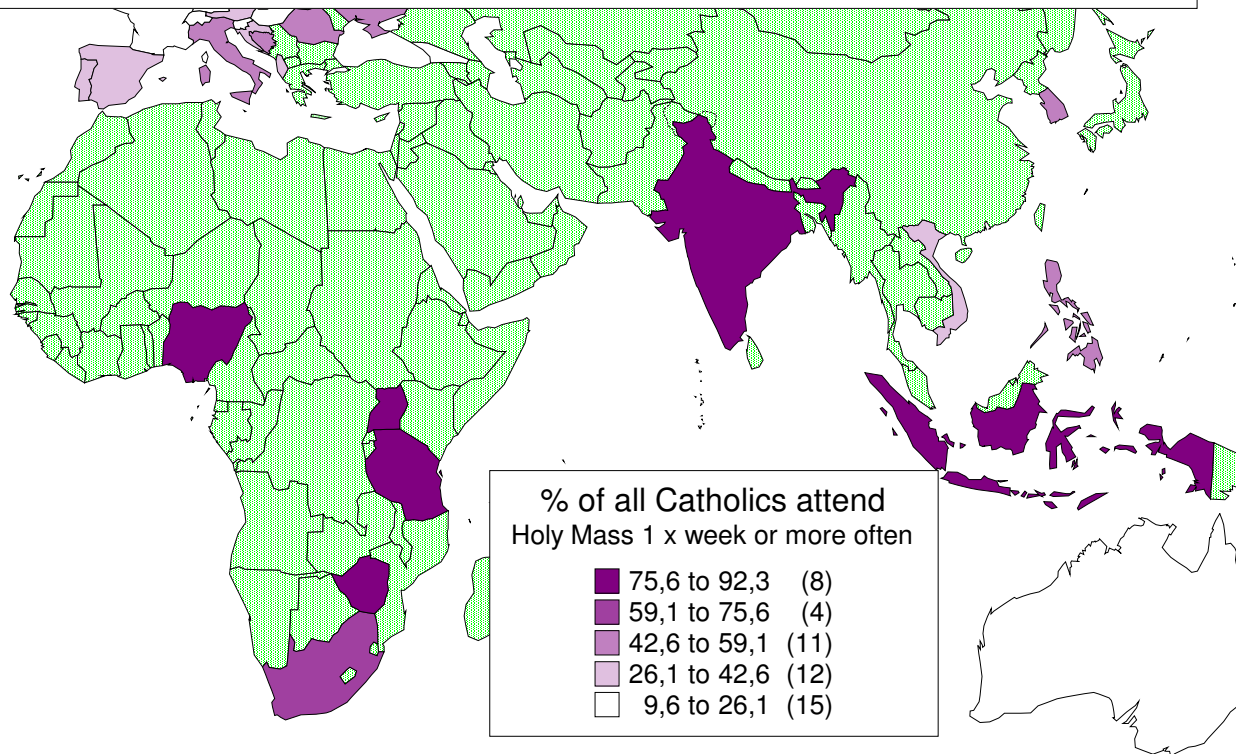 % of all Catholics attend
Holy Mass 1 x week or more often
75,6 to 92,3 (8)
59,1 to 75,6 (4)
42,6 to 59,1 (11)
26,1 to 42,6 (12)
9,6 to 26,1 (15)